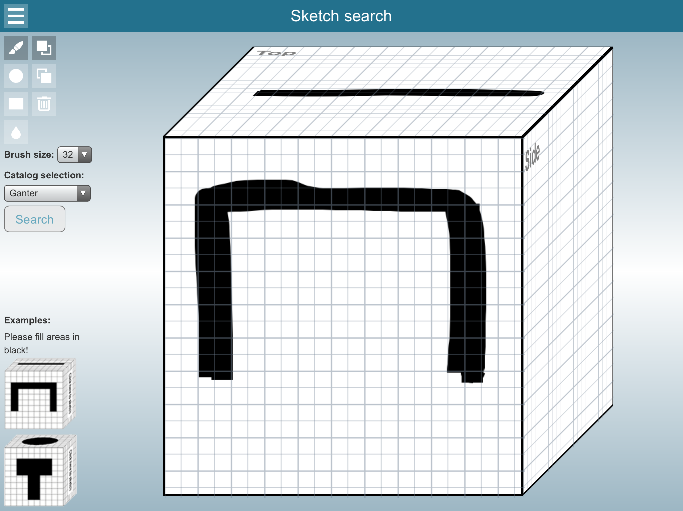 Sketch search
Top
Side
Brush size: 32
Catalog selection:
Ganter
Search
Examples:
Please fill areas in
black!